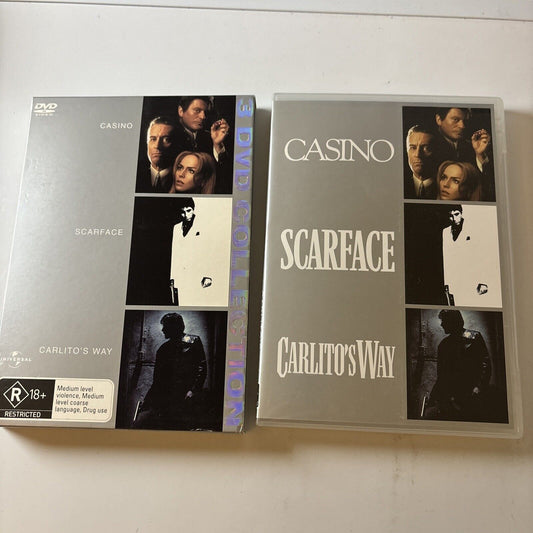 DVD
VIDEO
CASINO
SCARFACE
CARLITO'S WAY
UNIVERSAL
R 18+
RESTRICTED
Medium level
violence, Medium
level coarse
language, Drug use
3 DVD COLLECTION
CASINO
SCARFACE
CARLITO'S WAY